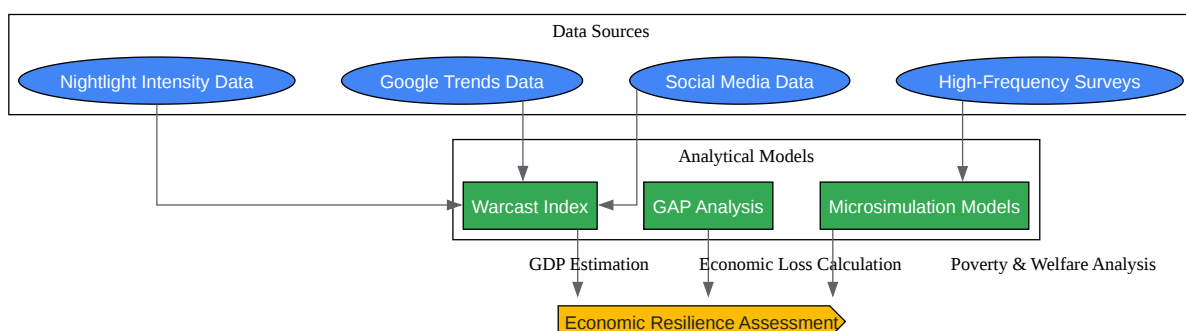 Data Sources
Nightlight Intensity Data
Google Trends Data
Social Media Data
High-Frequency Surveys
Analytical Models
Warcast Index
GAP Analysis
Microsimulation Models
GDP Estimation
Economic Loss Calculation
Poverty & Welfare Analysis
Economic Resilience Assessment